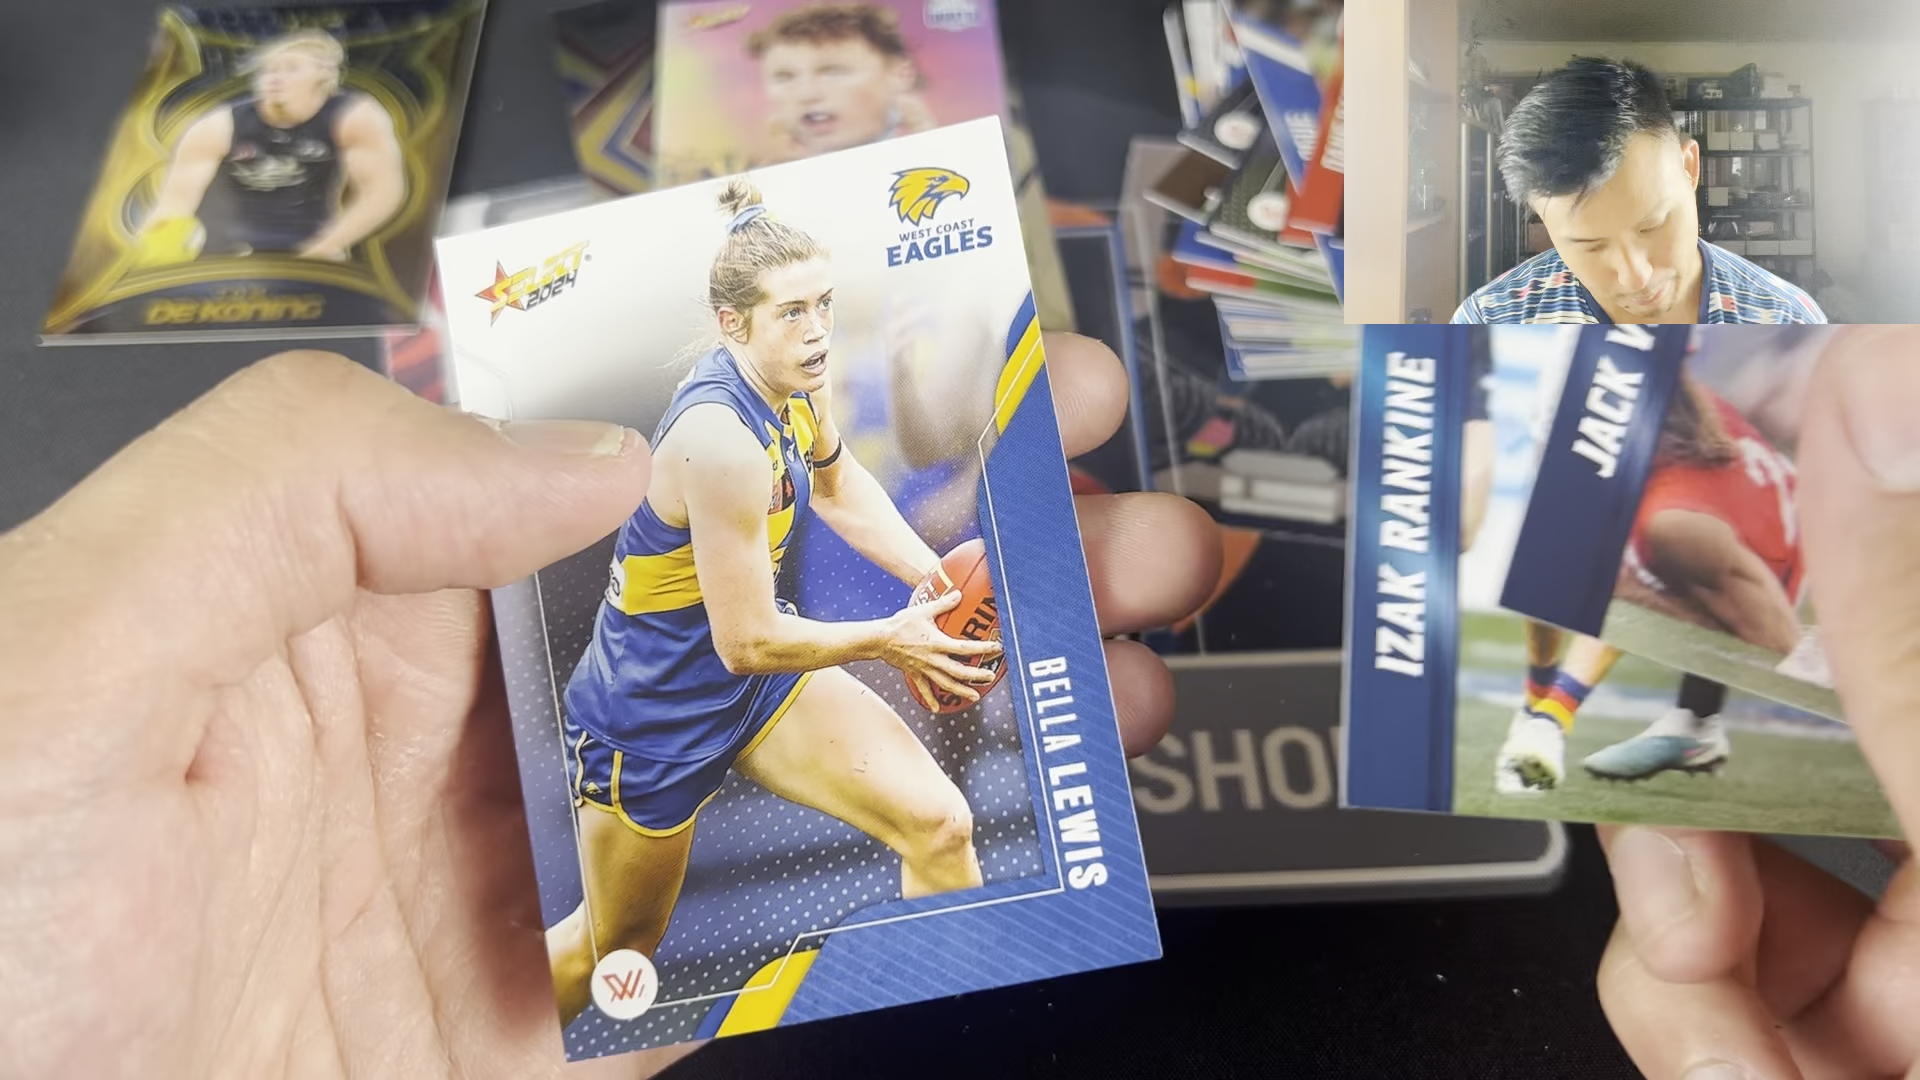 DE KONING
SELECT
2024
WEST COAST
EAGLES
BELLA LEWIS
W
IZAK RANKINE
JACK
SHO